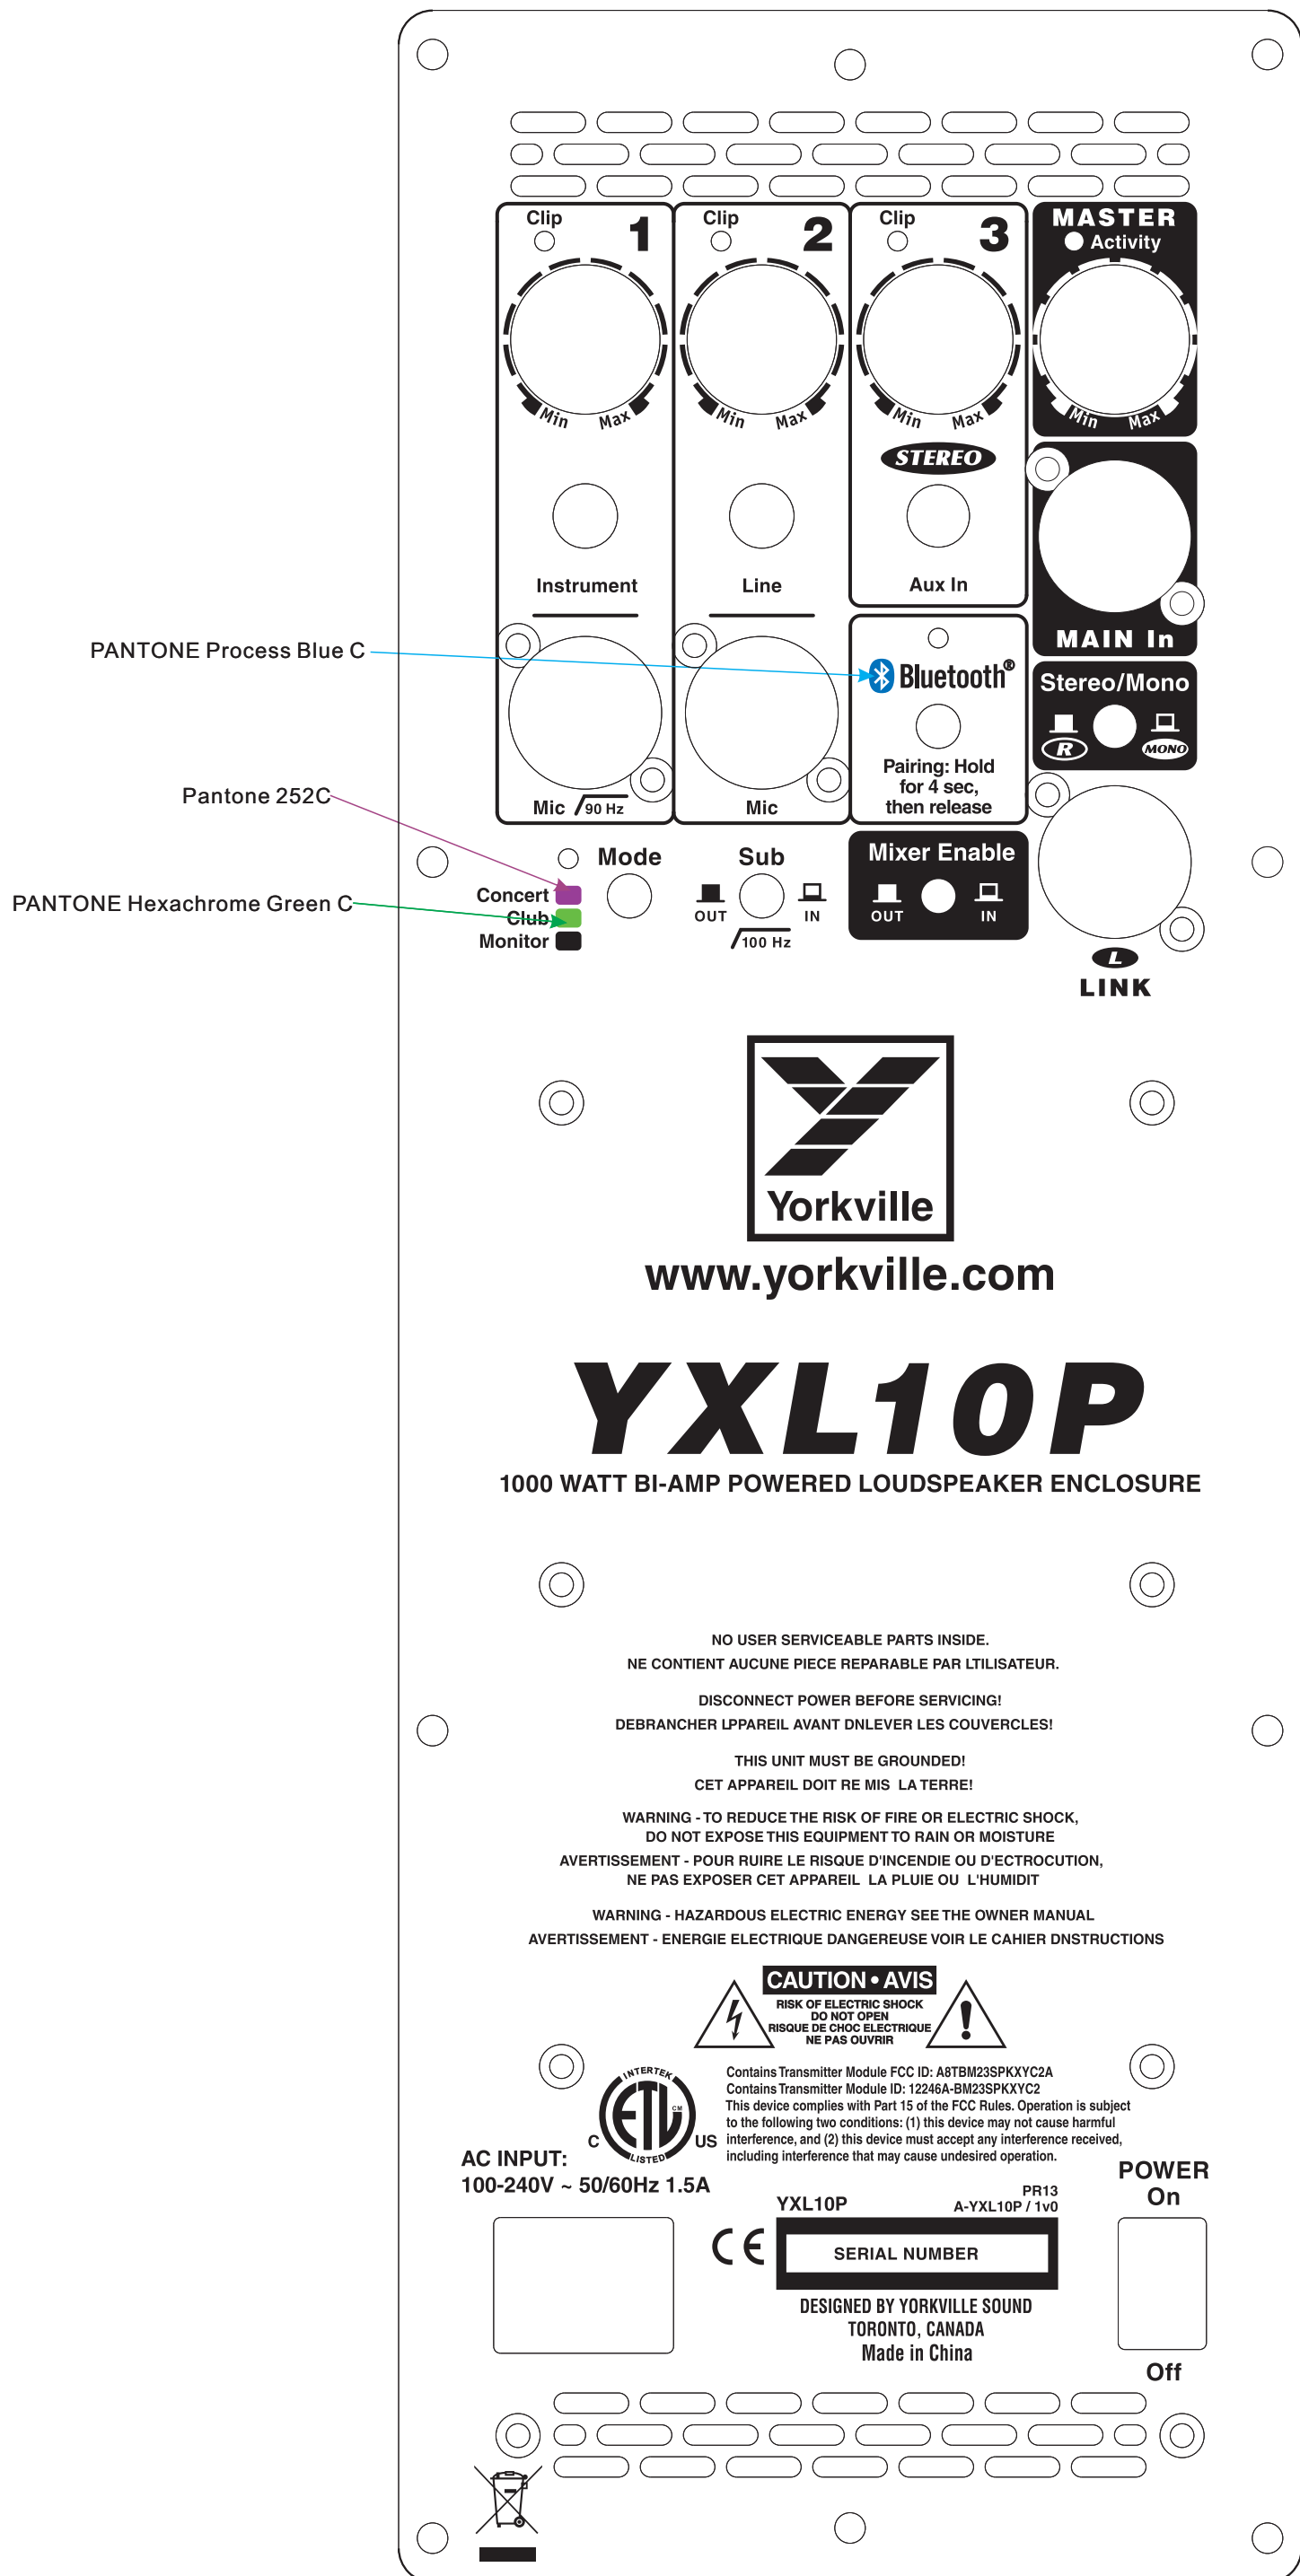 Clip 1
Clip 2
Clip 3
MASTER
Activity
Min Max
Min Max
Min Max
Min Max
STEREO
Instrument
Line
Aux In
MAIN In
PANTONE Process Blue C
Bluetooth®
Pairing: Hold
for 4 sec,
then release
Stereo/Mono
R
MONO
Pantone 252C
Mic 90 Hz
Mic
PANTONE Hexachrome Green C
Mode
Concert
Club
Monitor
Sub
OUT IN
100 Hz
Mixer Enable
OUT IN
L
LINK
Yorkville
www.yorkville.com
YXL10P
1000 WATT BI-AMP POWERED LOUDSPEAKER ENCLOSURE
NO USER SERVICEABLE PARTS INSIDE.
NE CONTIENT AUCUNE PIECE REPARABLE PAR LTILISATEUR.
DISCONNECT POWER BEFORE SERVICING!
DEBRANCHER LPPAREIL AVANT DNLEVER LES COUVERCLES!
THIS UNIT MUST BE GROUNDED!
CET APPAREIL DOIT RE MIS LA TERRE!
WARNING - TO REDUCE THE RISK OF FIRE OR ELECTRIC SHOCK,
DO NOT EXPOSE THIS EQUIPMENT TO RAIN OR MOISTURE
AVERTISSEMENT - POUR RUIRE LE RISQUE D'INCENDIE OU D'ECTROCUTION,
NE PAS EXPOSER CET APPAREIL LA PLUIE OU L'HUMIDIT
WARNING - HAZARDOUS ELECTRIC ENERGY SEE THE OWNER MANUAL
AVERTISSEMENT - ENERGIE ELECTRIQUE DANGEREUSE VOIR LE CAHIER DNSTRUCTIONS
CAUTION • AVIS
RISK OF ELECTRIC SHOCK
DO NOT OPEN
RISQUE DE CHOC ELECTRIQUE
NE PAS OUVRIR
INTERTEK
ETL CM
C US
LISTED
Contains Transmitter Module FCC ID: A8TBM23SPKXYC2A
Contains Transmitter Module ID: 12246A-BM23SPKXYC2
This device complies with Part 15 of the FCC Rules. Operation is subject
to the following two conditions: (1) this device may not cause harmful
interference, and (2) this device must accept any interference received,
including interference that may cause undesired operation.
AC INPUT:
100-240V ~ 50/60Hz 1.5A
POWER
On
YXL10P
PR13
A-YXL10P / 1v0
CE
SERIAL NUMBER
DESIGNED BY YORKVILLE SOUND
TORONTO, CANADA
Made in China
Off